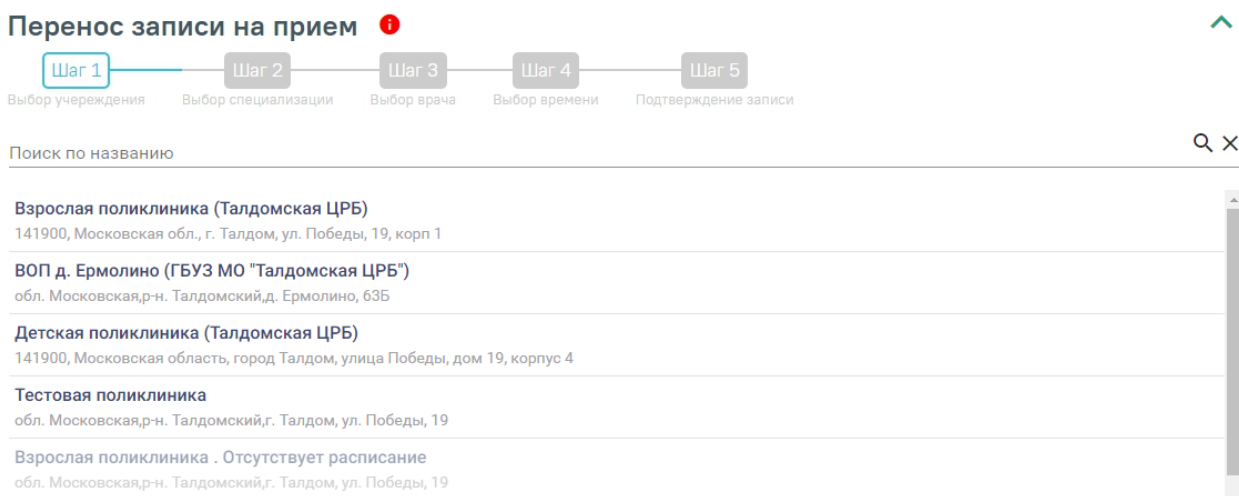 Перенос записи на прием
Шаг 1 Шаг 2 Шаг 3 Шаг 4 Шаг 5
Выбор учереждения Выбор специализации Выбор врача Выбор времени Подтверждение записи
Поиск по названию
Взрослая поликлиника (Талдомская ЦРБ)
141900, Московская обл., г. Талдом, ул. Победы, 19, корп 1
ВОП д. Ермолино (ГБУЗ МО "Талдомская ЦРБ")
обл. Московская,р-н. Талдомский,д. Ермолино, 63Б
Детская поликлиника (Талдомская ЦРБ)
141900, Московская область, город Талдом, улица Победы, дом 19, корпус 4
Тестовая поликлиника
обл. Московская,р-н. Талдомский,г. Талдом, ул. Победы, 19
Взрослая поликлиника . Отсутствует расписание
обл. Московская,р-н. Талдомский,г. Талдом, ул. Победы, 19